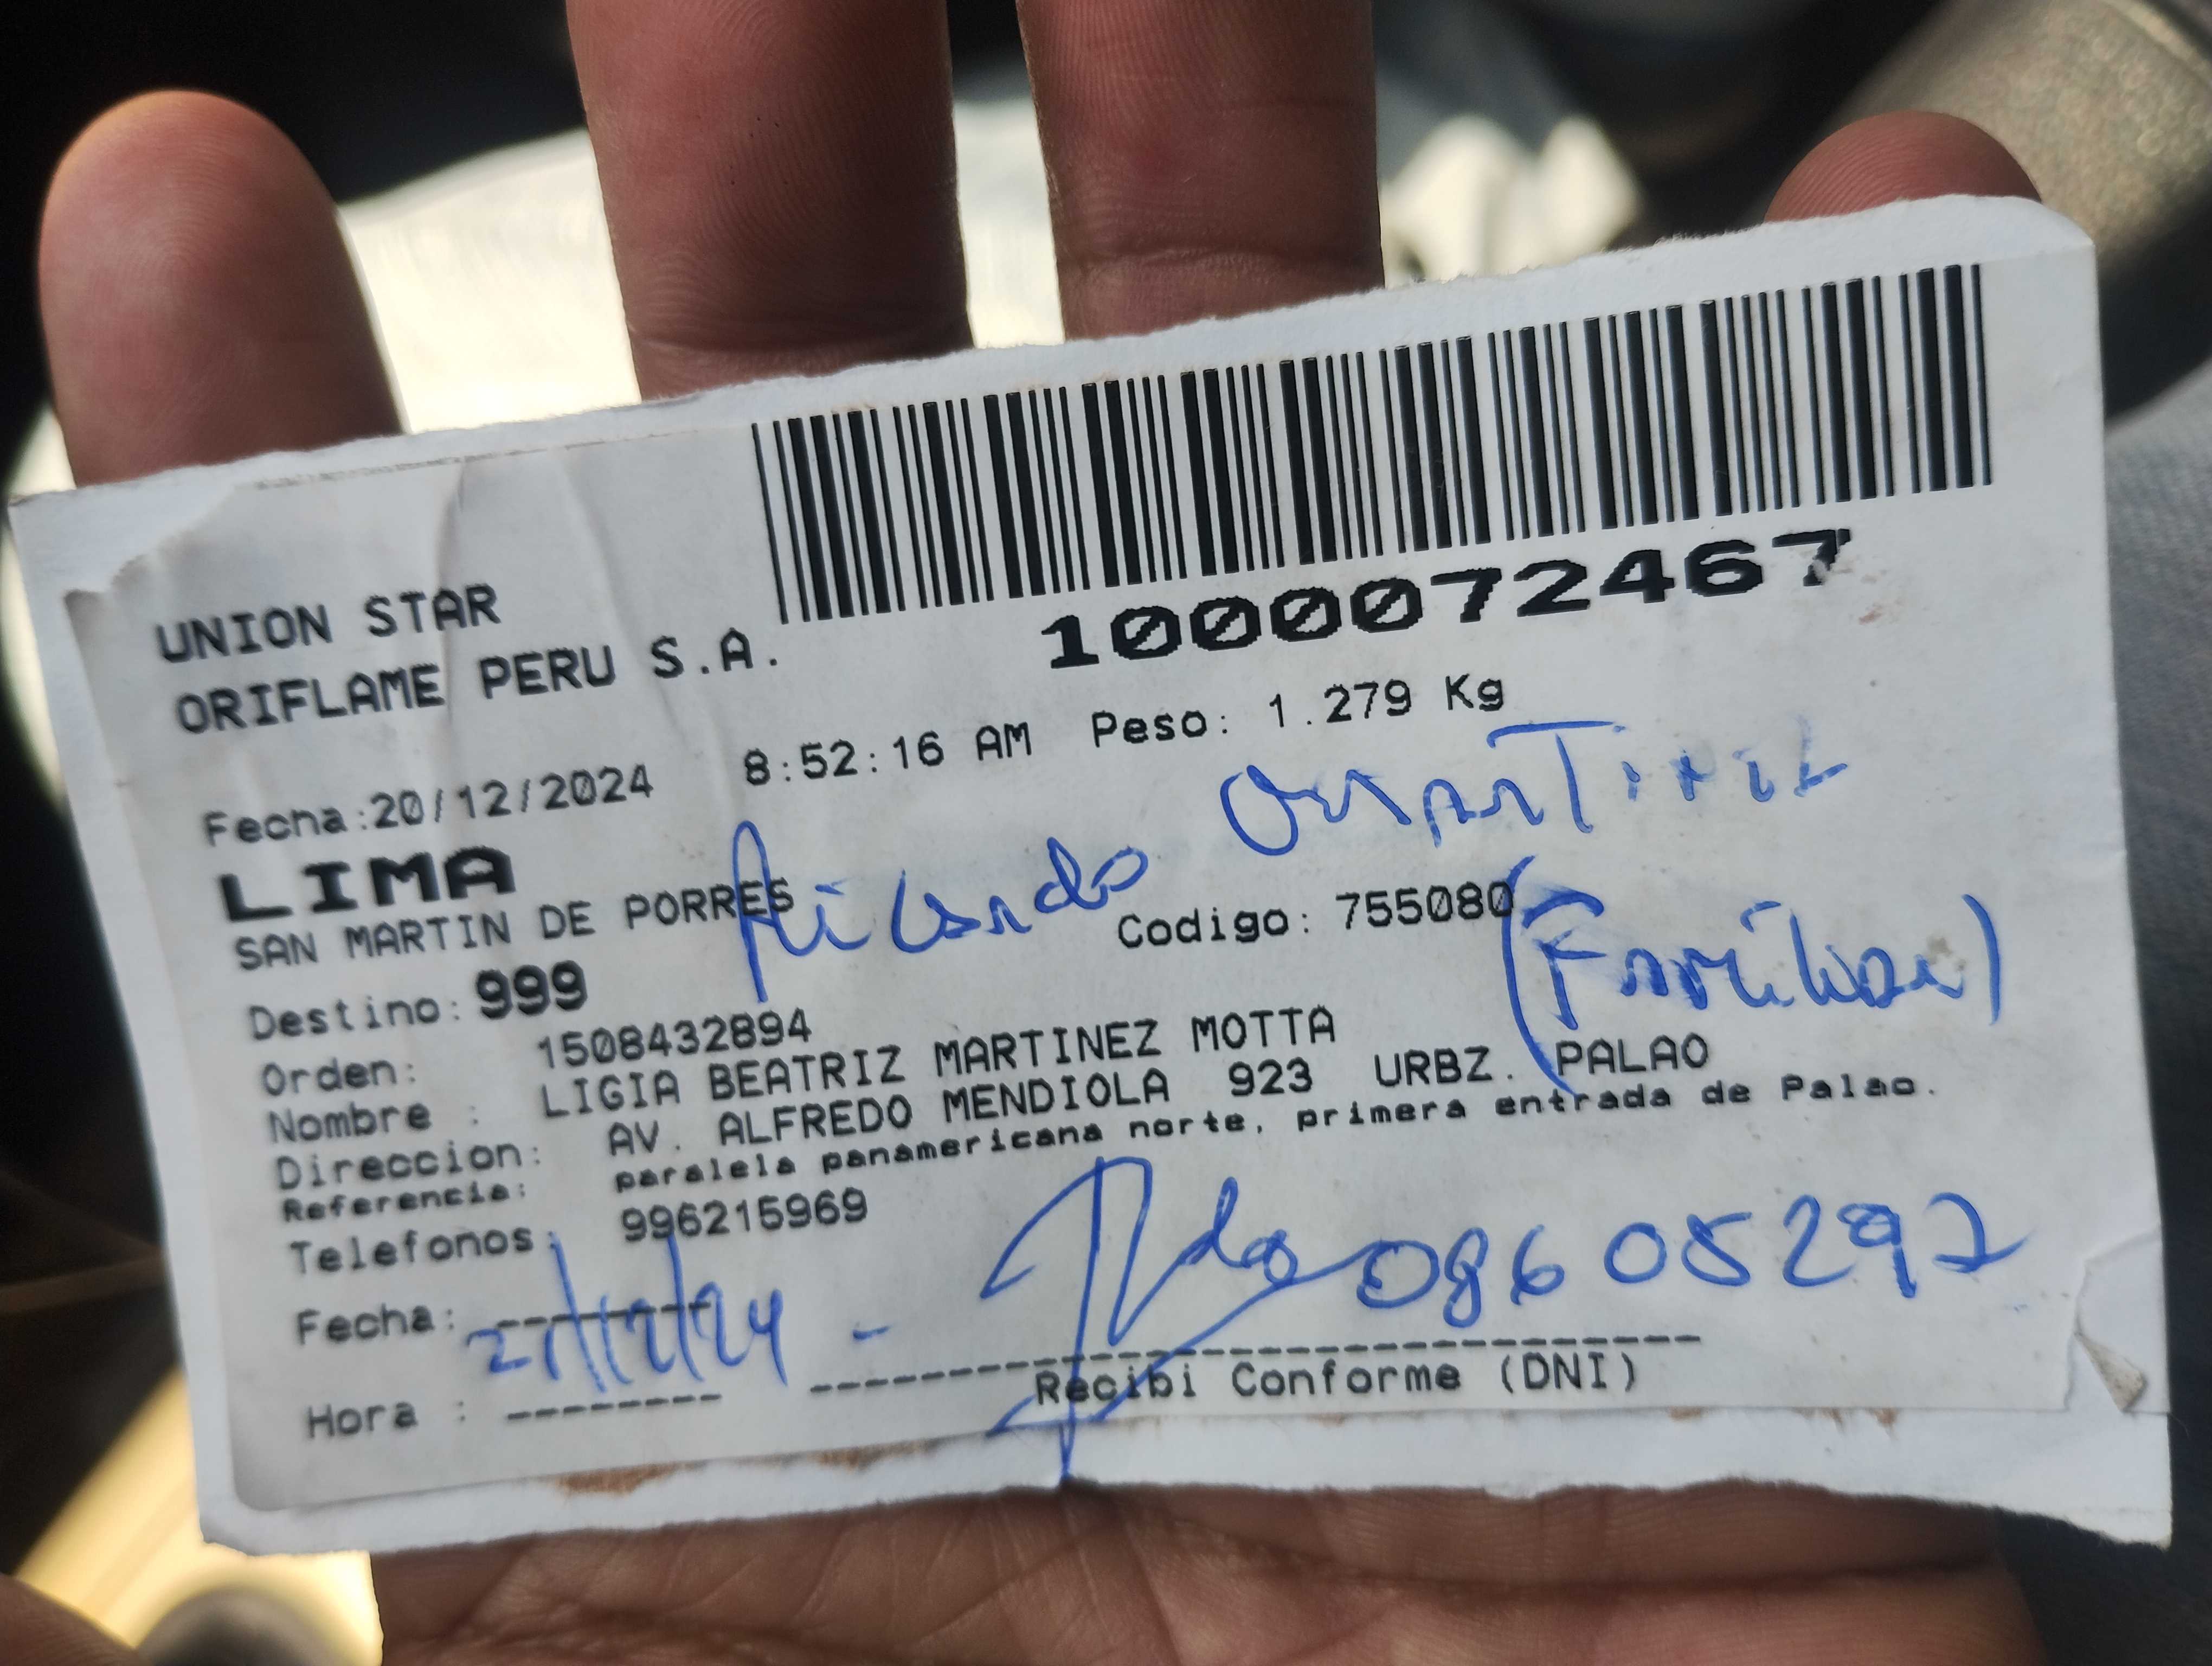 1000072467
UNION STAR
ORIFLAME PERU S.A.
Fecha:20/12/2024 8:52:16 AM Peso: 1.279 Kg
LIMA
Ricardo Martinez
SAN MARTIN DE PORRES
Codigo: 755080
(Familiar)
Destino: 999
Orden: 1508432894
Nombre : LIGIA BEATRIZ MARTINEZ MOTTA
Direccion: AV. ALFREDO MENDIOLA 923 URBZ. PALAO
Referencia: paralela panamericana norte, primera entrada de Palao.
Telefonos: 996215969
Fecha: 21/12/24 -
08605292
Hora : --------
Recibi Conforme (DNI)